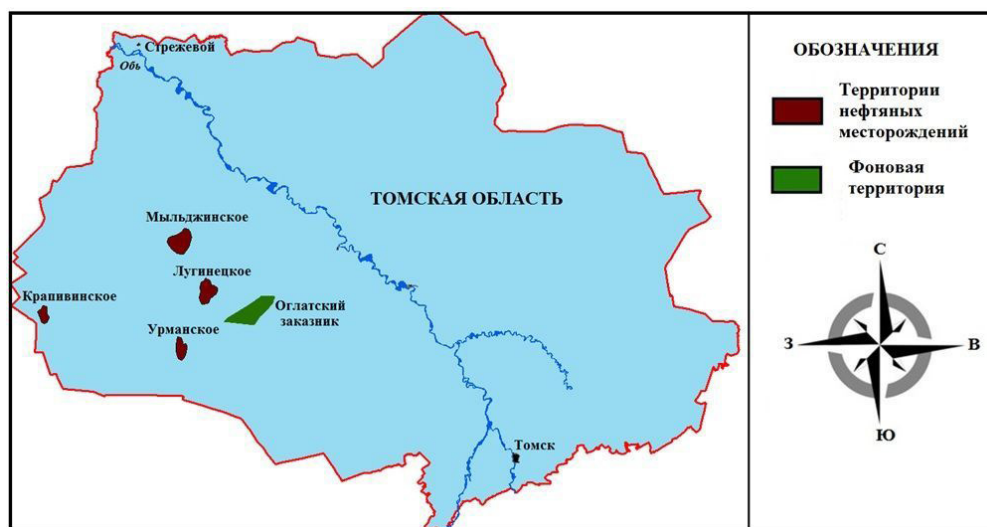 Стрежевой
Обь
ТОМСКАЯ ОБЛАСТЬ
Мыльджинское
Лугинецкое
Крапивинское
Оглатский
заказник
Урманское
Томск
ОБОЗНАЧЕНИЯ
Территории
нефтяных
месторождений
Фоновая
территория
С
З
В
Ю